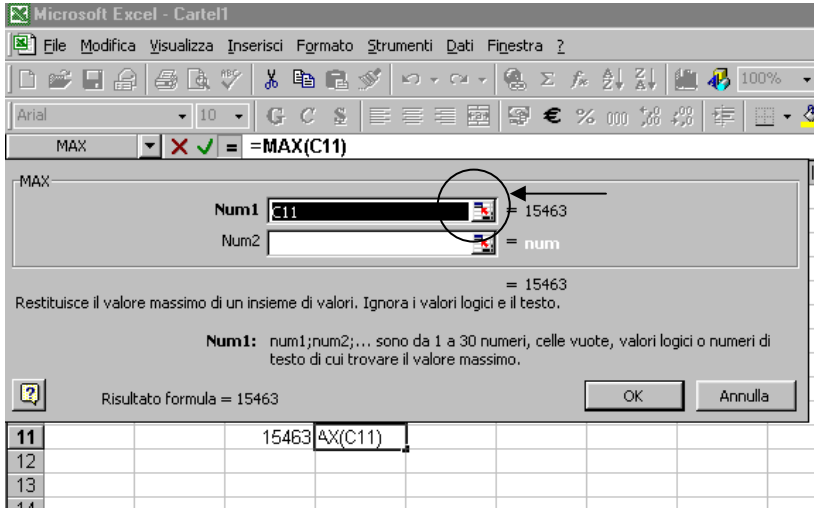 Microsoft Excel - Cartel1
File Modifica Visualizza Inserisci Formato Strumenti Dati Finestra ?
ABC 100%
Arial 10 G C S € % 000
MAX = =MAX(C11)
MAX
Num1 C11 = 15463
Num2 = num
= 15463
Restituisce il valore massimo di un insieme di valori. Ignora i valori logici e il testo.
Num1: num1;num2;... sono da 1 a 30 numeri, celle vuote, valori logici o numeri di
testo di cui trovare il valore massimo.
Risultato formula = 15463 OK Annulla
11 15463 AX(C11)
12
13
14